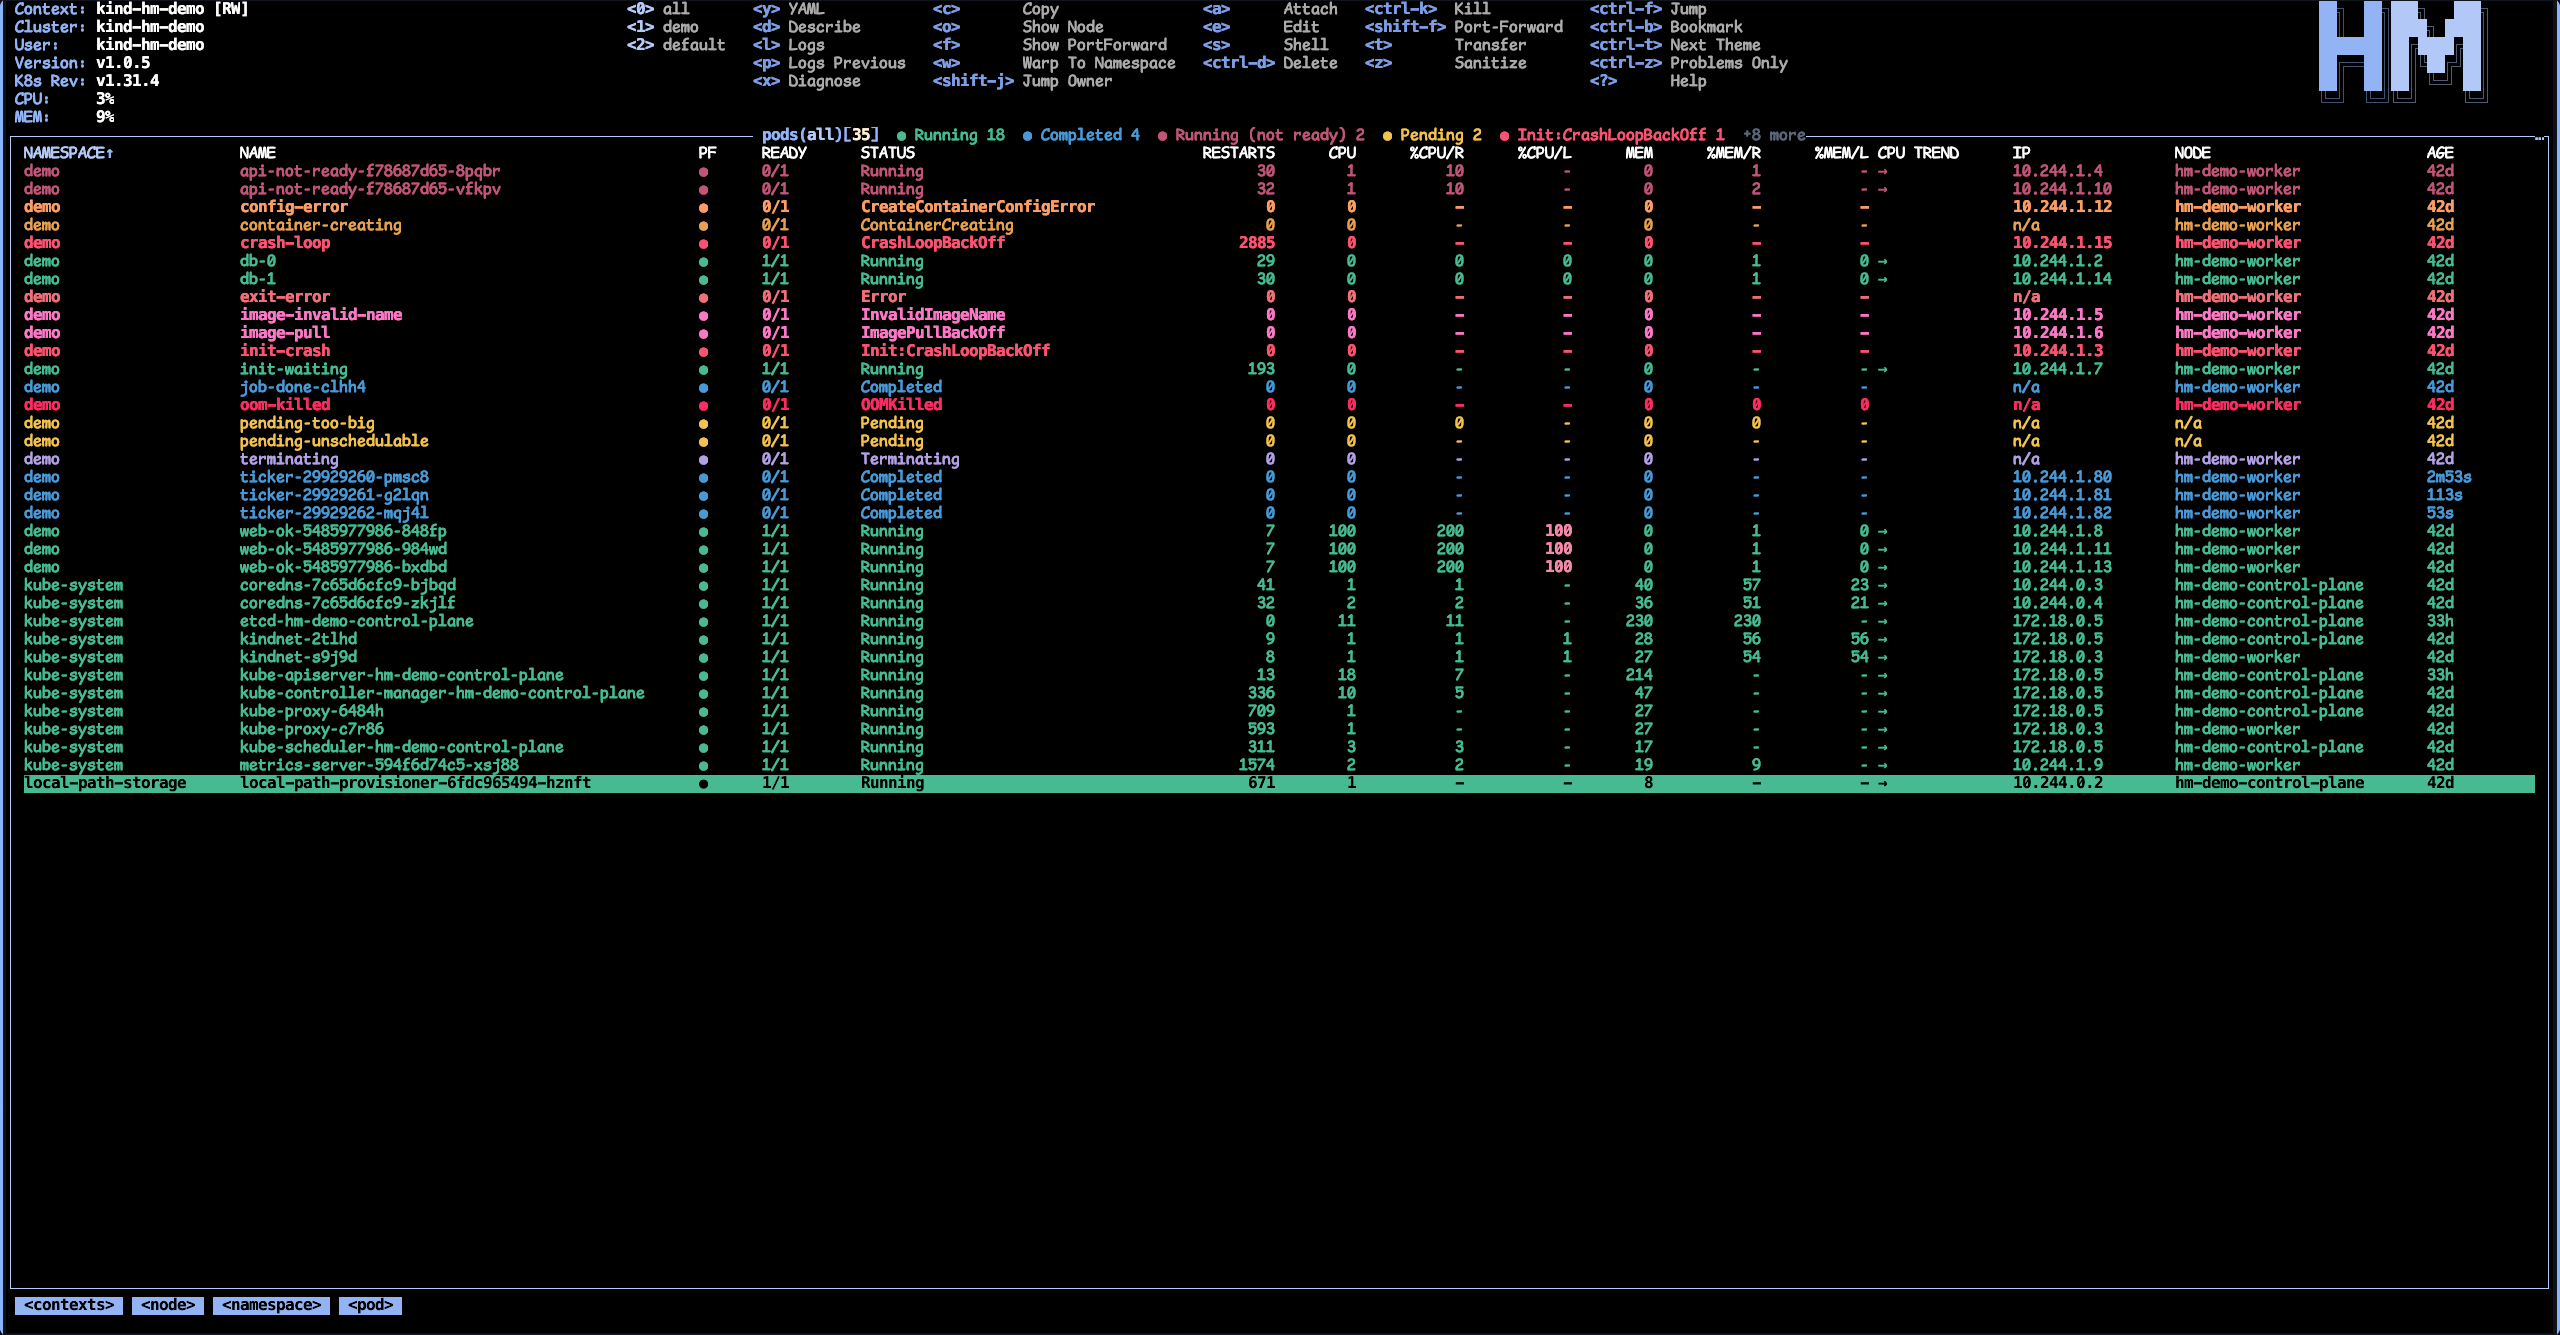 Context: kind-hm-demo [RW] <0> all <y> YAML <c> Copy <a> Attach <ctrl-k> Kill <ctrl-f> Jump
Cluster: kind-hm-demo <1> demo <d> Describe <o> Show Node <e> Edit <shift-f> Port-Forward <ctrl-b> Bookmark
User: kind-hm-demo <2> default <l> Logs <f> Show PortForward <s> Shell <t> Transfer <ctrl-t> Next Theme
Version: v1.0.5 <p> Logs Previous <w> Warp To Namespace <ctrl-d> Delete <z> Sanitize <ctrl-z> Problems Only
K8s Rev: v1.31.4 <x> Diagnose <shift-j> Jump Owner <?> Help
CPU: 3%
MEM: 9%
HM
pods(all)[35] ● Running 18 ● Completed 4 ● Running (not ready) 2 ● Pending 2 ● Init:CrashLoopBackOff 1 +8 more
NAMESPACE↑ NAME PF READY STATUS RESTARTS CPU %CPU/R %CPU/L MEM %MEM/R %MEM/L CPU TREND IP NODE AGE
demo api-not-ready-f78687d65-8pqbr ● 0/1 Running 30 1 10 - 0 1 - → 10.244.1.4 hm-demo-worker 42d
demo api-not-ready-f78687d65-vfkpv ● 0/1 Running 32 1 10 - 0 2 - → 10.244.1.10 hm-demo-worker 42d
demo config-error ● 0/1 CreateContainerConfigError 0 0 - - 0 - - 10.244.1.12 hm-demo-worker 42d
demo container-creating ● 0/1 ContainerCreating 0 0 - - 0 - - n/a hm-demo-worker 42d
demo crash-loop ● 0/1 CrashLoopBackOff 2885 0 - - 0 - - 10.244.1.15 hm-demo-worker 42d
demo db-0 ● 1/1 Running 29 0 0 0 0 1 0 → 10.244.1.2 hm-demo-worker 42d
demo db-1 ● 1/1 Running 30 0 0 0 0 1 0 → 10.244.1.14 hm-demo-worker 42d
demo exit-error ● 0/1 Error 0 0 - - 0 - - n/a hm-demo-worker 42d
demo image-invalid-name ● 0/1 InvalidImageName 0 0 - - 0 - - 10.244.1.5 hm-demo-worker 42d
demo image-pull ● 0/1 ImagePullBackOff 0 0 - - 0 - - 10.244.1.6 hm-demo-worker 42d
demo init-crash ● 0/1 Init:CrashLoopBackOff 0 0 - - 0 - - 10.244.1.3 hm-demo-worker 42d
demo init-waiting ● 1/1 Running 193 0 - - 0 - - → 10.244.1.7 hm-demo-worker 42d
demo job-done-clhh4 ● 0/1 Completed 0 0 - - 0 - - n/a hm-demo-worker 42d
demo oom-killed ● 0/1 OOMKilled 0 0 - - 0 0 0 n/a hm-demo-worker 42d
demo pending-too-big ● 0/1 Pending 0 0 0 - 0 0 - n/a n/a 42d
demo pending-unschedulable ● 0/1 Pending 0 0 - - 0 - - n/a n/a 42d
demo terminating ● 0/1 Terminating 0 0 - - 0 - - n/a hm-demo-worker 42d
demo ticker-29929260-pmsc8 ● 0/1 Completed 0 0 - - 0 - - 10.244.1.80 hm-demo-worker 2m53s
demo ticker-29929261-g2lqn ● 0/1 Completed 0 0 - - 0 - - 10.244.1.81 hm-demo-worker 113s
demo ticker-29929262-mqj4l ● 0/1 Completed 0 0 - - 0 - - 10.244.1.82 hm-demo-worker 53s
demo web-ok-5485977986-848fp ● 1/1 Running 7 100 200 100 0 1 0 → 10.244.1.8 hm-demo-worker 42d
demo web-ok-5485977986-984wd ● 1/1 Running 7 100 200 100 0 1 0 → 10.244.1.11 hm-demo-worker 42d
demo web-ok-5485977986-bxdbd ● 1/1 Running 7 100 200 100 0 1 0 → 10.244.1.13 hm-demo-worker 42d
kube-system coredns-7c65d6cfc9-bjbqd ● 1/1 Running 41 1 1 - 40 57 23 → 10.244.0.3 hm-demo-control-plane 42d
kube-system coredns-7c65d6cfc9-zkjlf ● 1/1 Running 32 2 2 - 36 51 21 → 10.244.0.4 hm-demo-control-plane 42d
kube-system etcd-hm-demo-control-plane ● 1/1 Running 0 11 11 - 230 230 - → 172.18.0.5 hm-demo-control-plane 33h
kube-system kindnet-2tlhd ● 1/1 Running 9 1 1 1 28 56 56 → 172.18.0.5 hm-demo-control-plane 42d
kube-system kindnet-s9j9d ● 1/1 Running 8 1 1 1 27 54 54 → 172.18.0.3 hm-demo-worker 42d
kube-system kube-apiserver-hm-demo-control-plane ● 1/1 Running 13 18 7 - 214 - - → 172.18.0.5 hm-demo-control-plane 33h
kube-system kube-controller-manager-hm-demo-control-plane ● 1/1 Running 336 10 5 - 47 - - → 172.18.0.5 hm-demo-control-plane 42d
kube-system kube-proxy-6484h ● 1/1 Running 709 1 - - 27 - - → 172.18.0.5 hm-demo-control-plane 42d
kube-system kube-proxy-c7r86 ● 1/1 Running 593 1 - - 27 - - → 172.18.0.3 hm-demo-worker 42d
kube-system kube-scheduler-hm-demo-control-plane ● 1/1 Running 311 3 3 - 17 - - → 172.18.0.5 hm-demo-control-plane 42d
kube-system metrics-server-594f6d74c5-xsj88 ● 1/1 Running 1574 2 2 - 19 9 - → 10.244.1.9 hm-demo-worker 42d
local-path-storage local-path-provisioner-6fdc965494-hznft ● 1/1 Running 671 1 - - 8 - - → 10.244.0.2 hm-demo-control-plane 42d
<contexts> <node> <namespace> <pod>